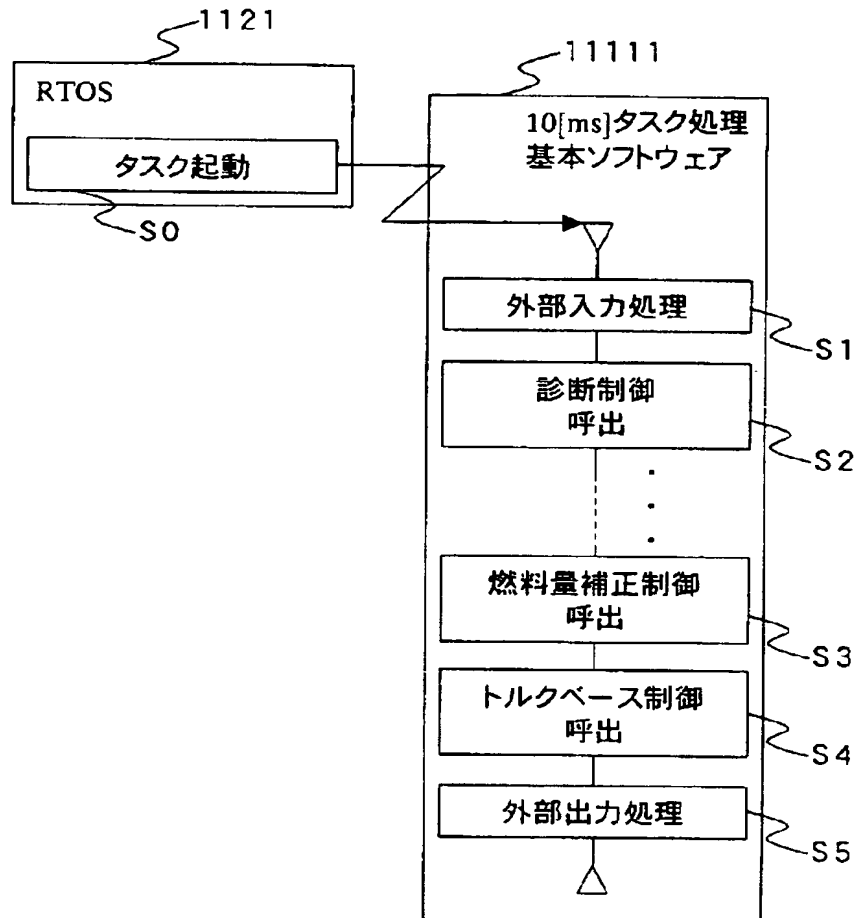 1121
RTOS
タスク起動
S0
11111
10[ms]タスク処理
基本ソフトウェア
外部入力処理
S1
診断制御
呼出
S2
燃料量補正制御
呼出
S3
トルクベース制御
呼出
S4
外部出力処理
S5